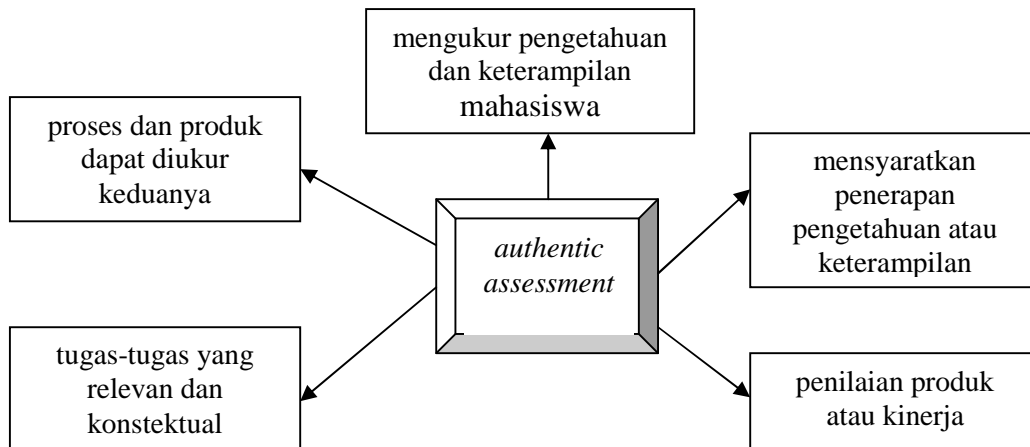 mengukur pengetahuan
dan keterampilan
mahasiswa
proses dan produk
dapat diukur
keduanya
mensyaratkan
penerapan
pengetahuan atau
keterampilan
authentic
assessment
tugas-tugas yang
relevan dan
konstektual
penilaian produk
atau kinerja